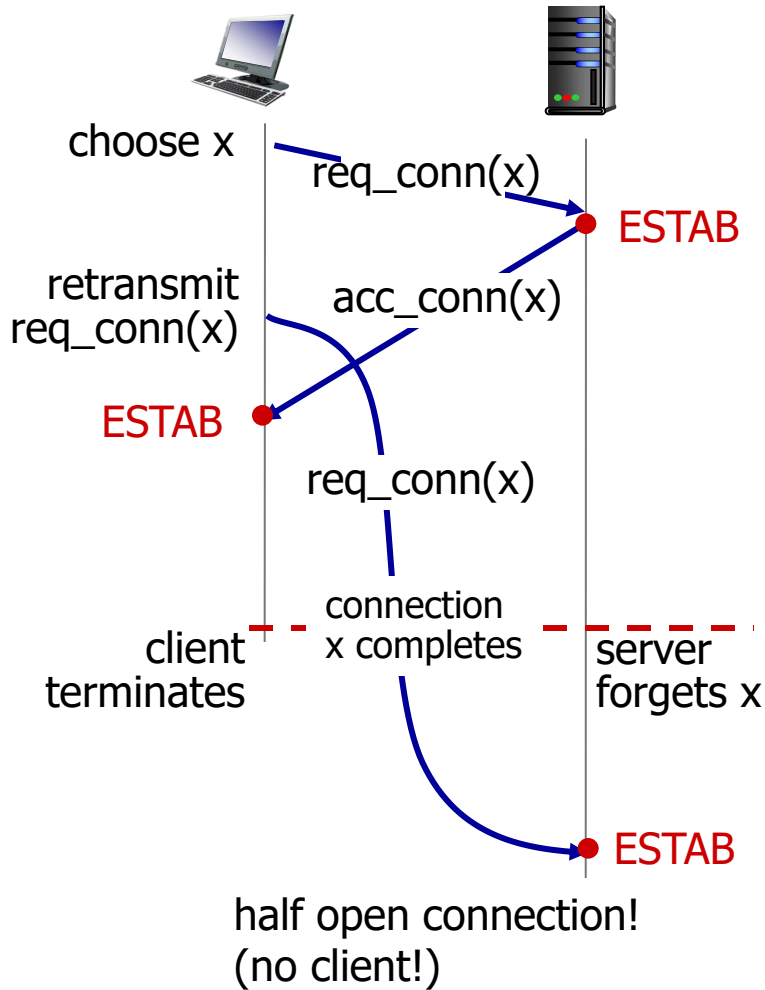 choose x
req_conn(x)
ESTAB
retransmit
req_conn(x)
acc_conn(x)
ESTAB
req_conn(x)
connection
x completes
client
terminates
server
forgets x
ESTAB
half open connection!
(no client!)